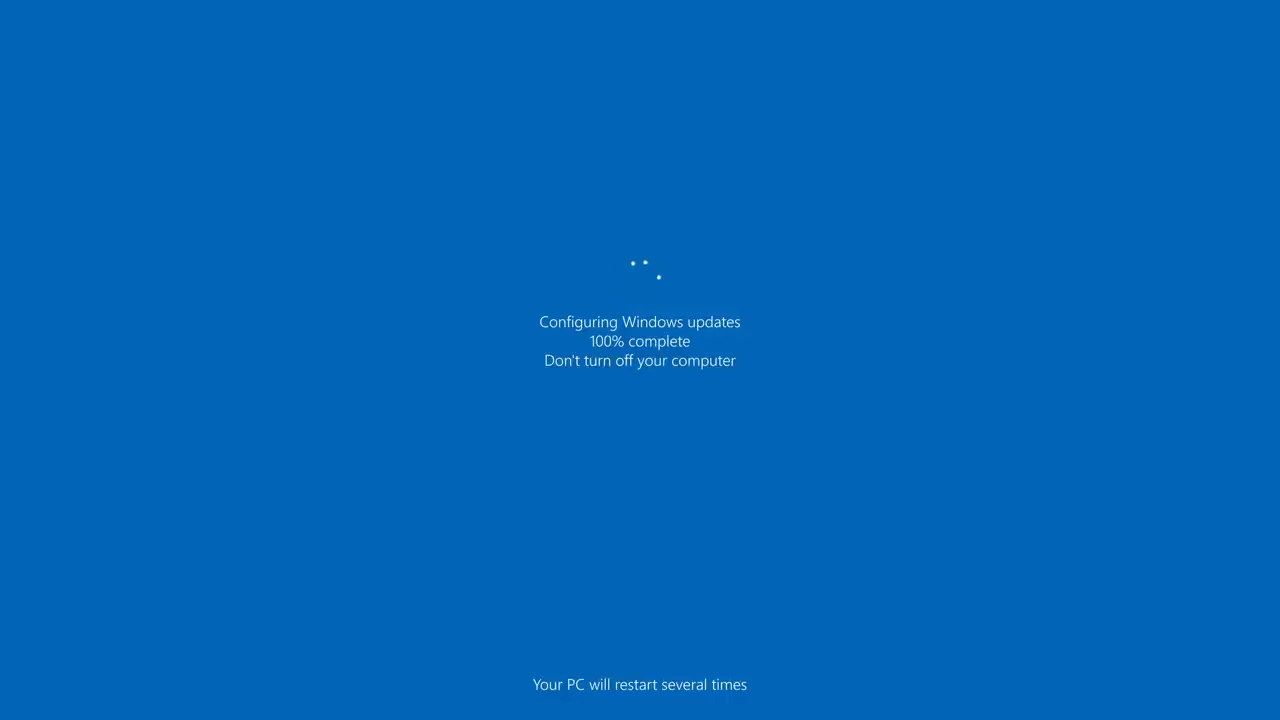 Configuring Windows updates
100% complete
Don't turn off your computer
Your PC will restart several times